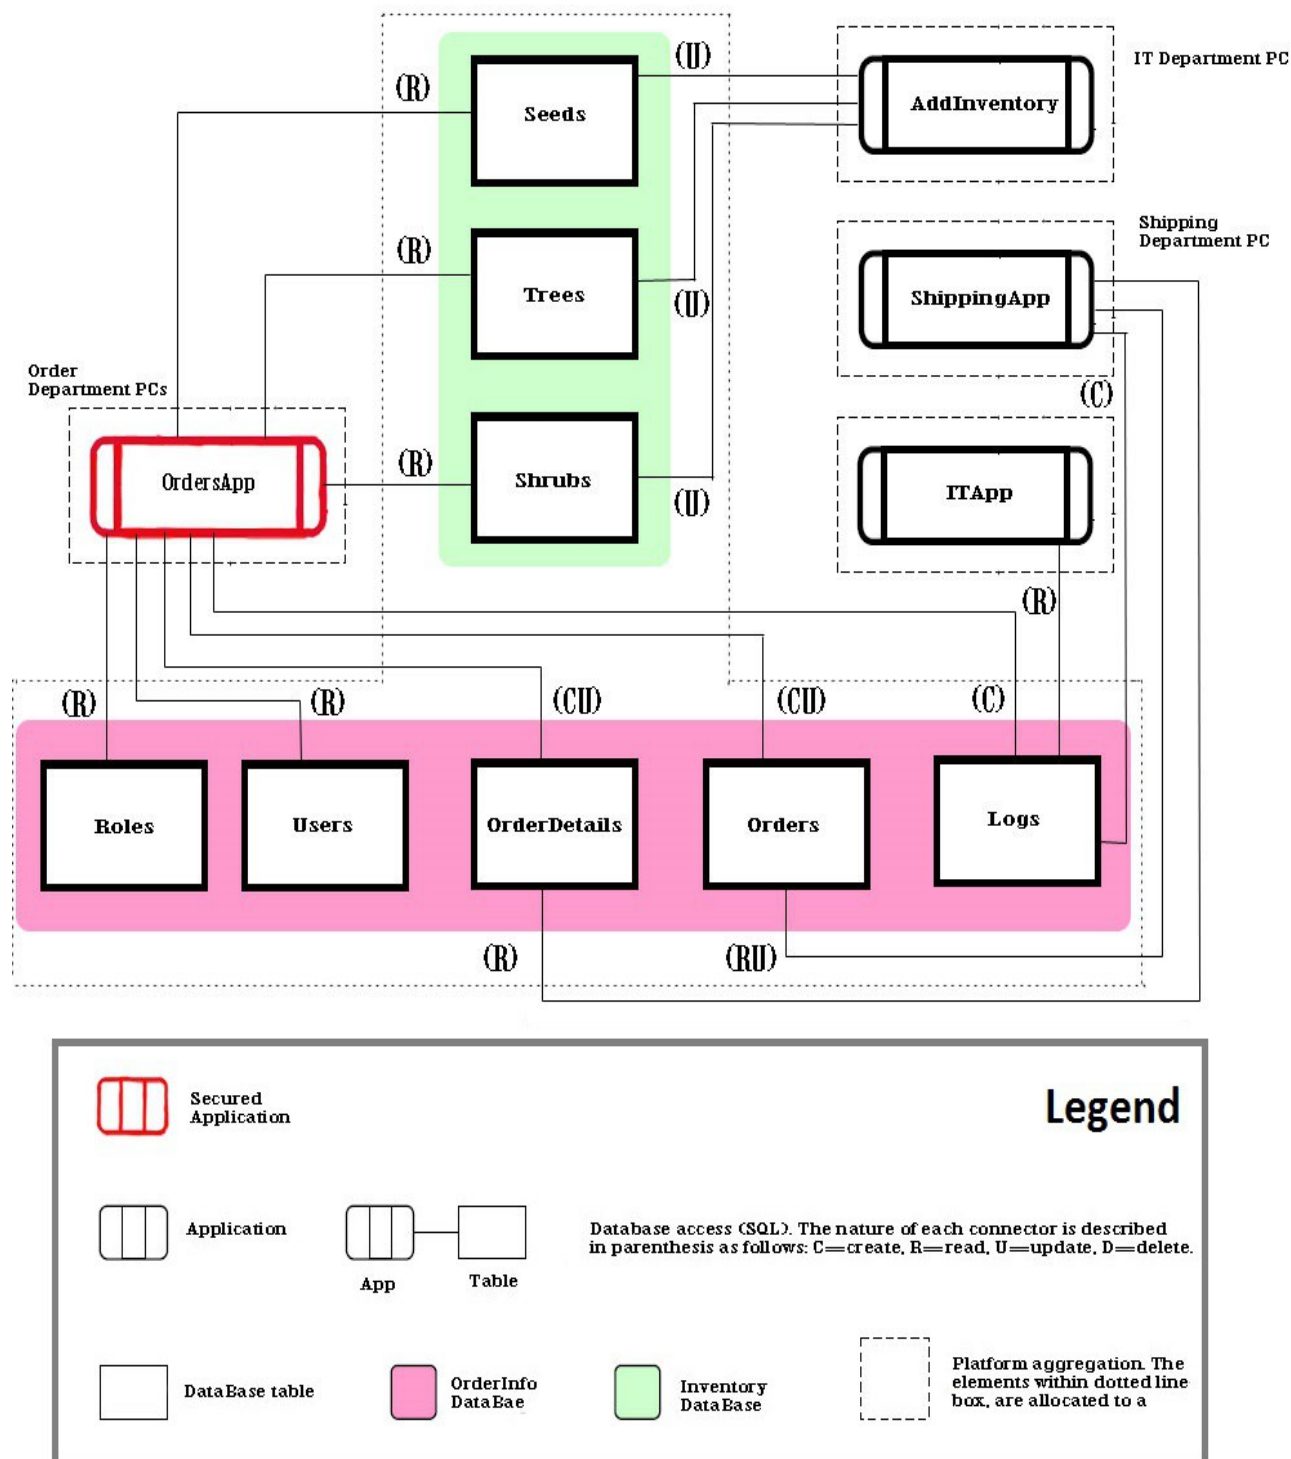 (U)
IT Department PC
(R)
Seeds
AddInventory
Shipping
Department PC
(R)
Trees
(U)
ShippingApp
Order
Department PCs
(C)
(R)
OrdersApp
Shrubs
(U)
ITApp
(R)
(R)
(R)
(CU)
(CU)
(C)
Roles
Users
OrderDetails
Orders
Logs
(R)
(RU)
Legend
Secured
Application
Application
App
Table
Database access (SQL). The nature of each connector is described
in parenthesis as follows: C==create, R==read, U==update, D==delete.
DataBase table
OrderInfo
DataBae
Inventory
DataBase
Platform aggregation. The
elements within dotted line
box, are allocated to a